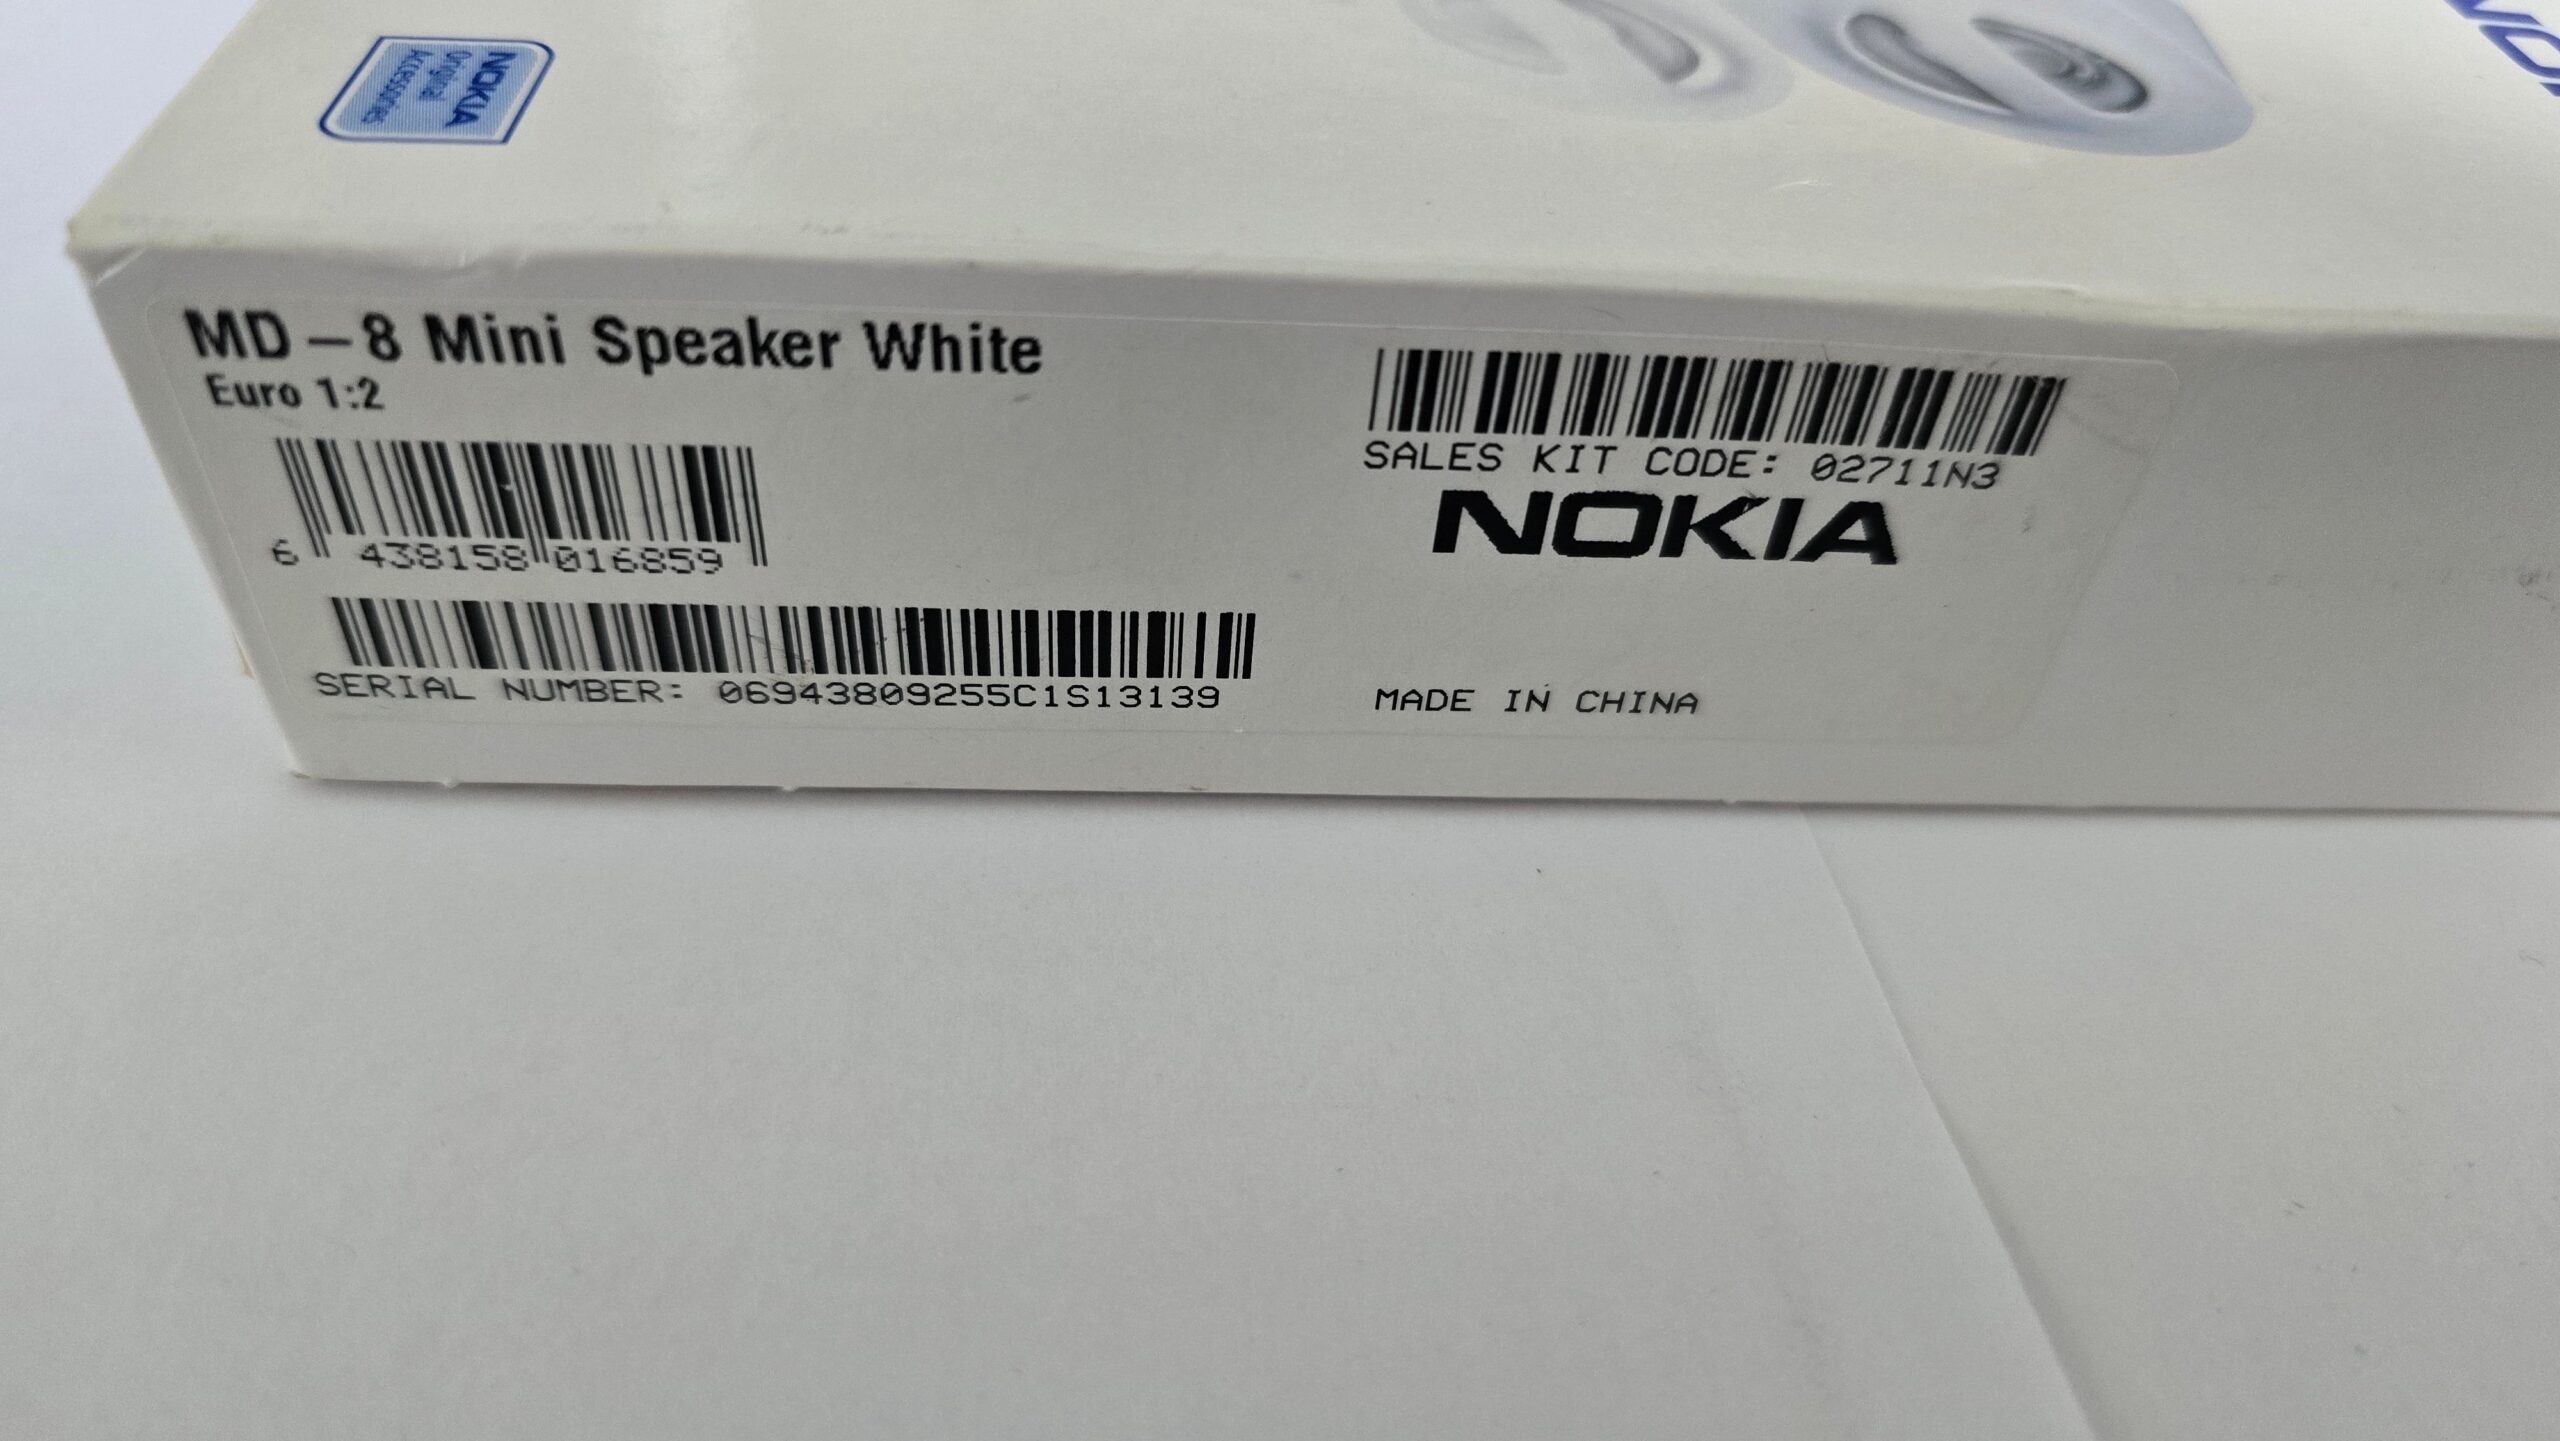 NOKIA
Original
Accessories
MD – 8 Mini Speaker White
Euro 1:2
6 438158 016859
SERIAL NUMBER: 06943809255C1S13139
SALES KIT CODE: 02711N3
NOKIA
MADE IN CHINA